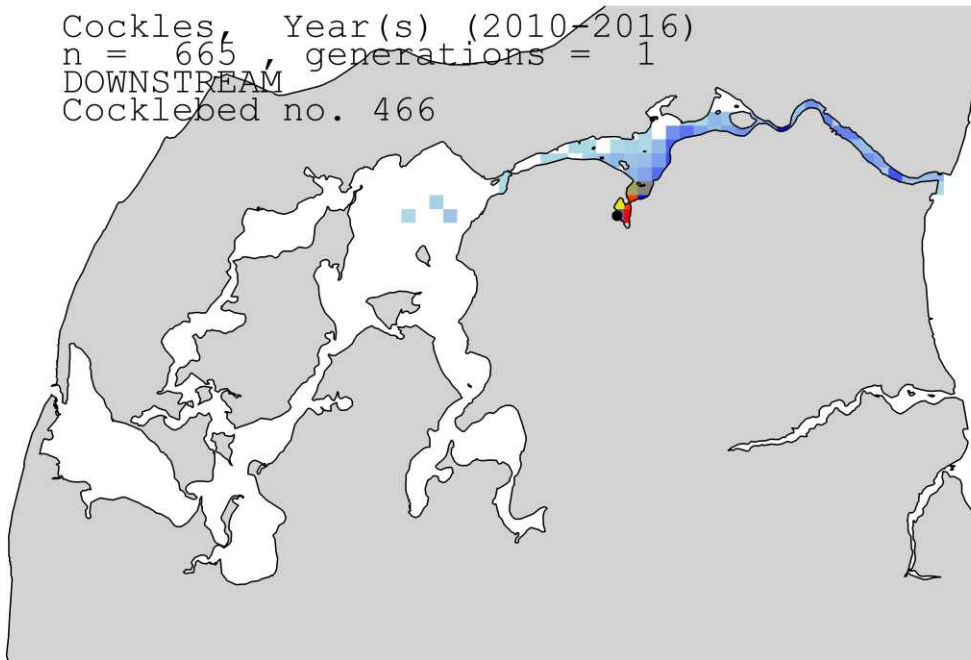 Cockles, Year(s) (2010-2016)
n = 665 , generations = 1
DOWNSTREAM
Cocklebed no. 466